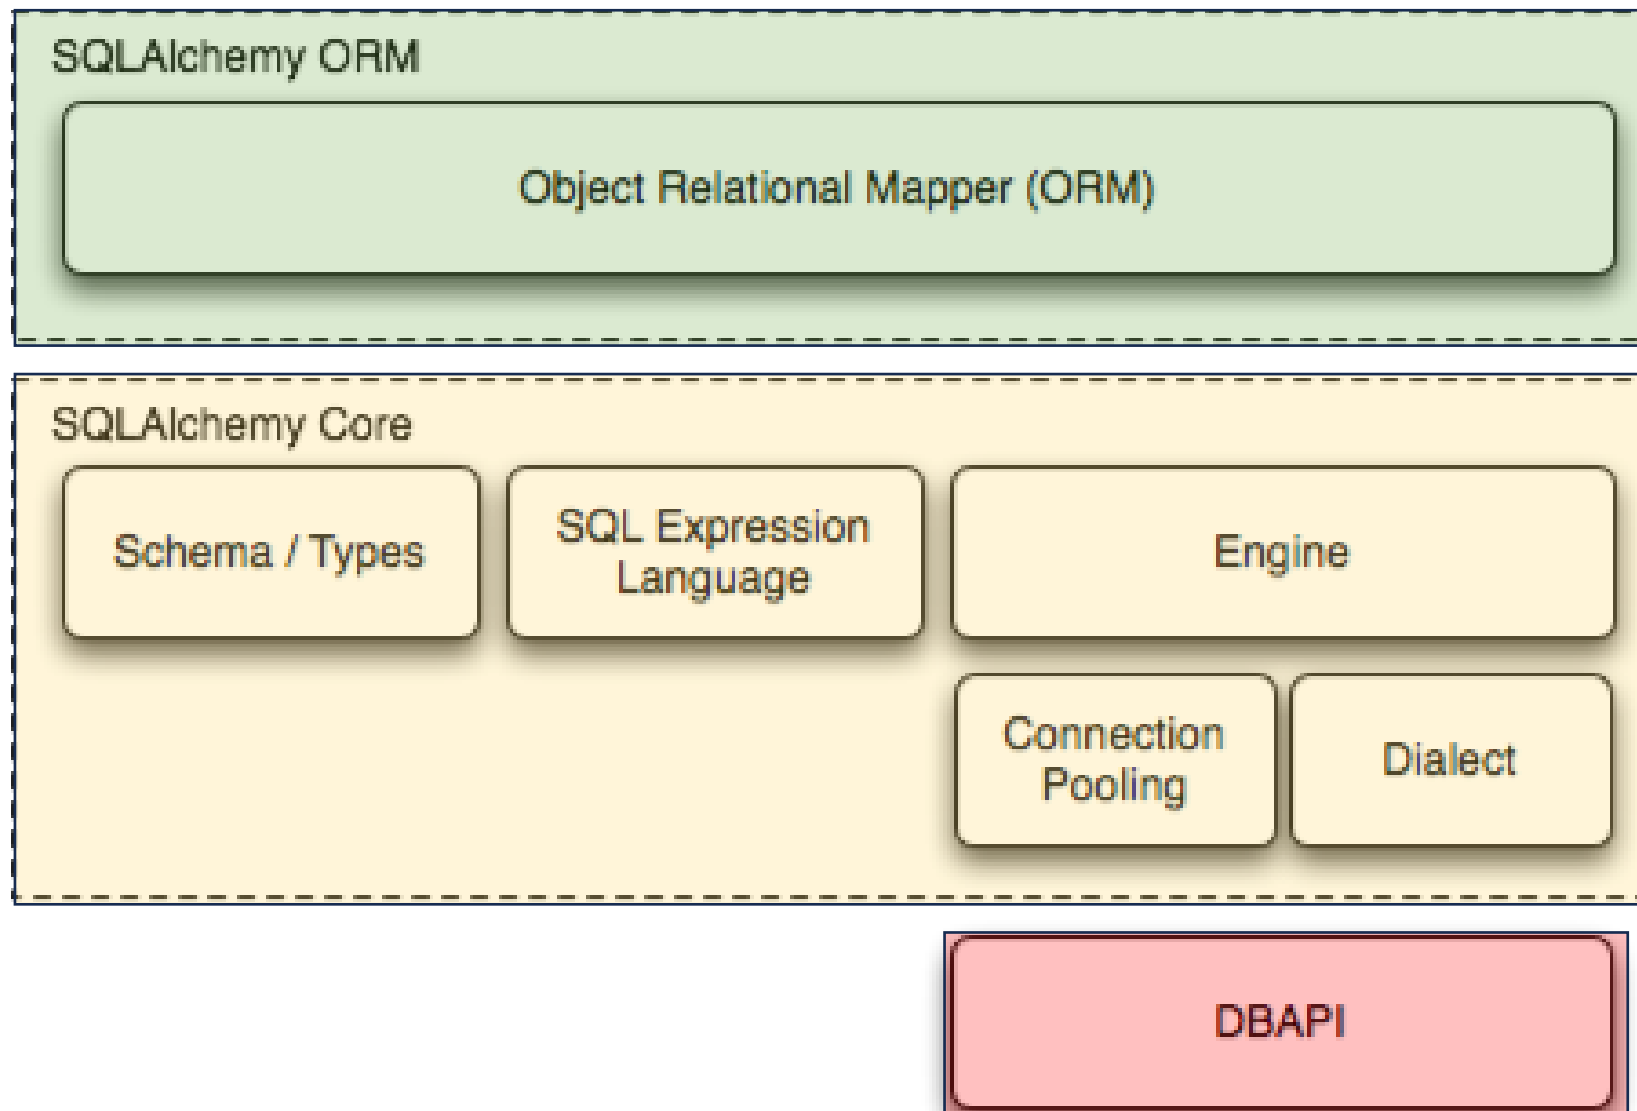 SQLAlchemy ORM
Object Relational Mapper (ORM)
SQLAlchemy Core
Schema / Types
SQL Expression
Language
Engine
Connection
Pooling
Dialect
DBAPI